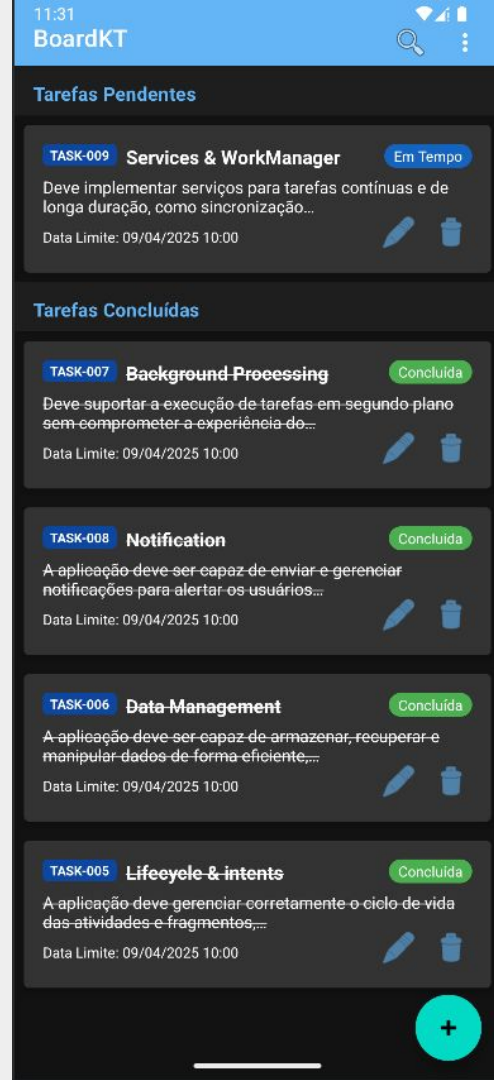 11:31
BoardKT
Tarefas Pendentes
TASK-009 Services & WorkManager Em Tempo
Deve implementar serviços para tarefas contínuas e de
longa duração, como sincronização...
Data Limite: 09/04/2025 10:00
Tarefas Concluídas
TASK-007 Background Processing Concluída
Deve suportar a execução de tarefas em segundo plano
sem comprometer a experiência do...
Data Limite: 09/04/2025 10:00
TASK-008 Notification Concluída
A aplicação deve ser capaz de enviar e gerenciar
notificações para alertar os usuários...
Data Limite: 09/04/2025 10:00
TASK-006 Data Management Concluída
A aplicação deve ser capaz de armazenar, recuperar e
manipular dados de forma eficiente,...
Data Limite: 09/04/2025 10:00
TASK-005 Lifecycle & intents Concluída
A aplicação deve gerenciar corretamente o ciclo de vida
das atividades e fragmentos,...
Data Limite: 09/04/2025 10:00
+